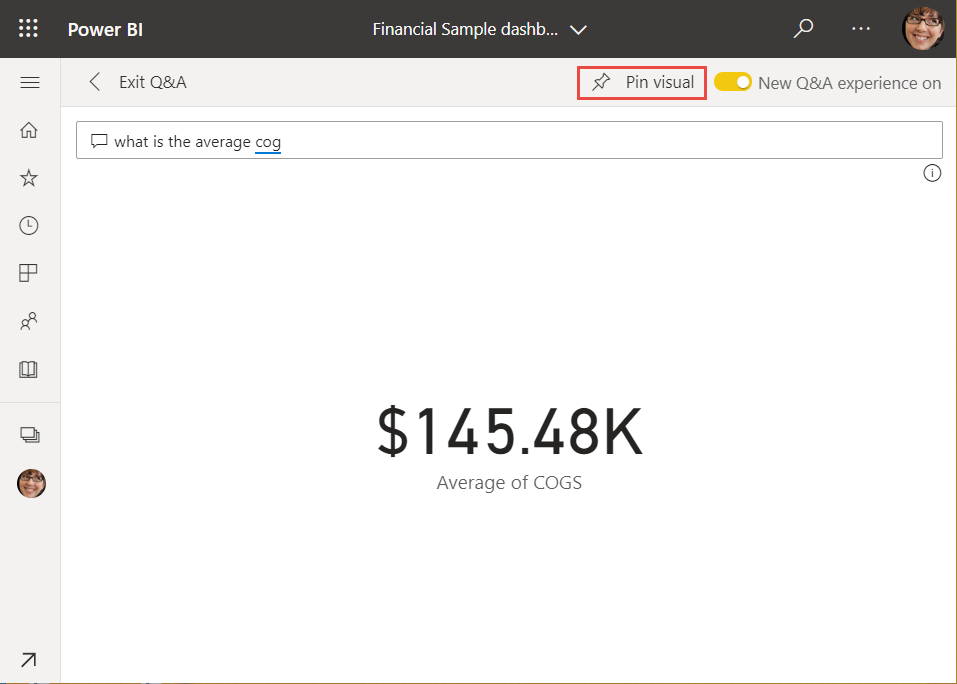 Power BI
Financial Sample dashb...
Exit Q&A
Pin visual
New Q&A experience on
what is the average cog
$145.48K
Average of COGS